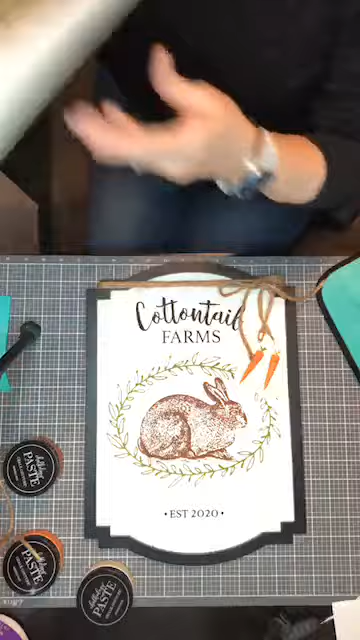 Cottontail
FARMS
• EST 2020 •
PASTE
PASTE
PASTE